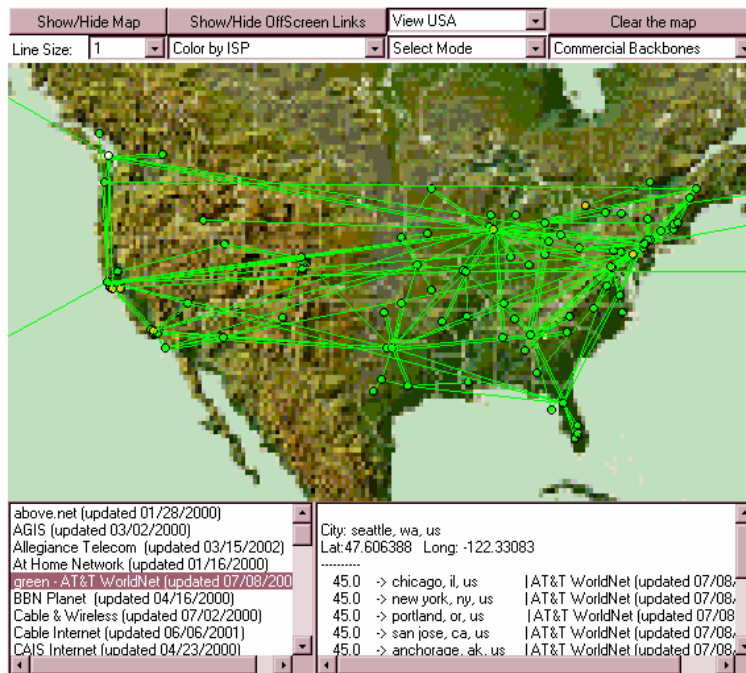 Show/Hide Map Show/Hide OffScreen Links View USA Clear the map
Line Size: 1 Color by ISP Select Mode Commercial Backbones
above.net (updated 01/28/2000)
AGIS (updated 03/02/2000)
Allegiance Telecom (updated 03/15/2002)
At Home Network (updated 01/16/2000)
green - AT&T WorldNet (updated 07/08/200
BBN Planet (updated 04/16/2000)
Cable & Wireless (updated 07/02/2000)
Cable Internet (updated 06/06/2001)
CAIS Internet (updated 04/23/2000)
City: seattle, wa, us
Lat:47.606388 Long: -122.33083
----------
45.0 -> chicago, il, us | AT&T WorldNet (updated 07/08/
45.0 -> new york, ny, us | AT&T WorldNet (updated 07/08
45.0 -> portland, or, us | AT&T WorldNet (updated 07/08
45.0 -> san jose, ca, us | AT&T WorldNet (updated 07/08/
45.0 -> anchorage, ak, us | AT&T WorldNet (updated 07/